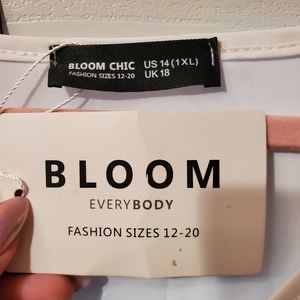 BLOOM CHIC US 14 (1XL)
FASHION SIZES 12-20 UK 18
BLOOM
EVERYBODY
FASHION SIZES 12-20